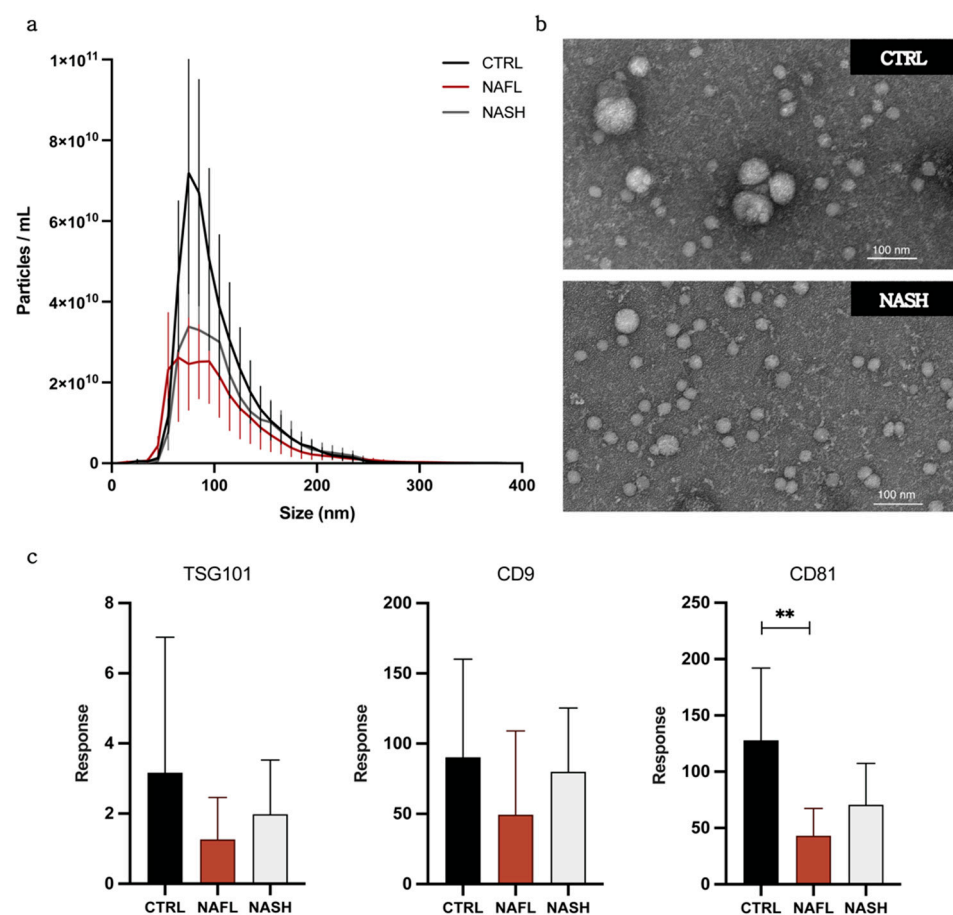 a
1×10¹¹
8×10¹⁰
6×10¹⁰
4×10¹⁰
2×10¹⁰
0
Particles / mL
0 100 200 300 400
Size (nm)
CTRL
NAFL
NASH
b
CTRL
100 nm
NASH
100 nm
c
TSG101
8
6
4
2
0
Response
CTRL NAFL NASH
CD9
200
150
100
50
0
Response
CTRL NAFL NASH
CD81
250
200
150
100
50
0
Response
**
CTRL NAFL NASH